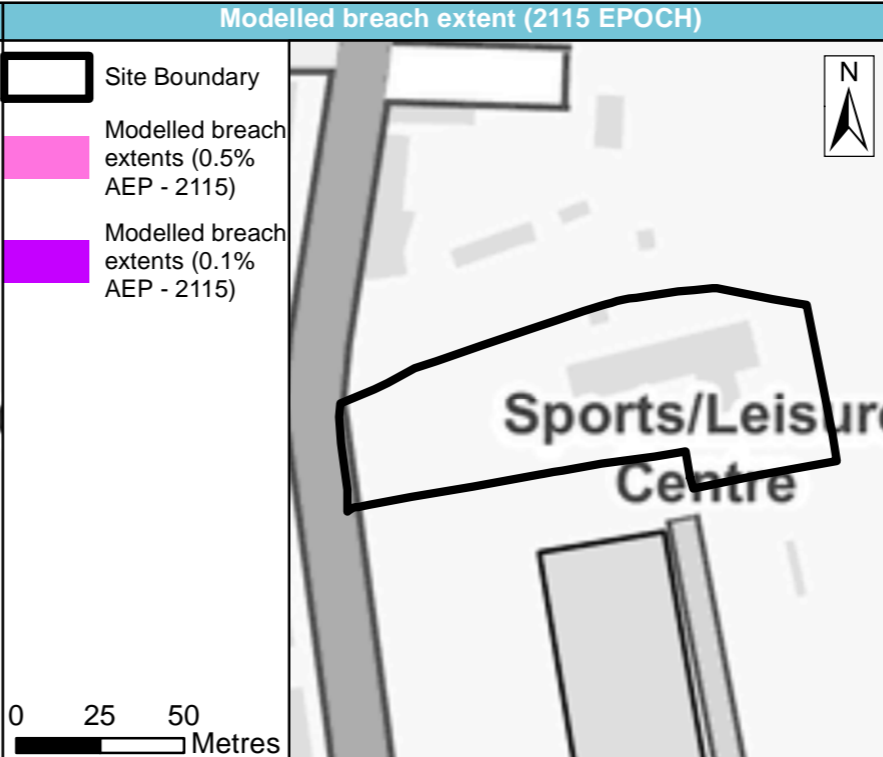 Modelled breach extent (2115 EPOCH)
Site Boundary
Modelled breach
extents (0.5%
AEP - 2115)
Modelled breach
extents (0.1%
AEP - 2115)
0 25 50
Metres
N
Sports/Leisure
Centre